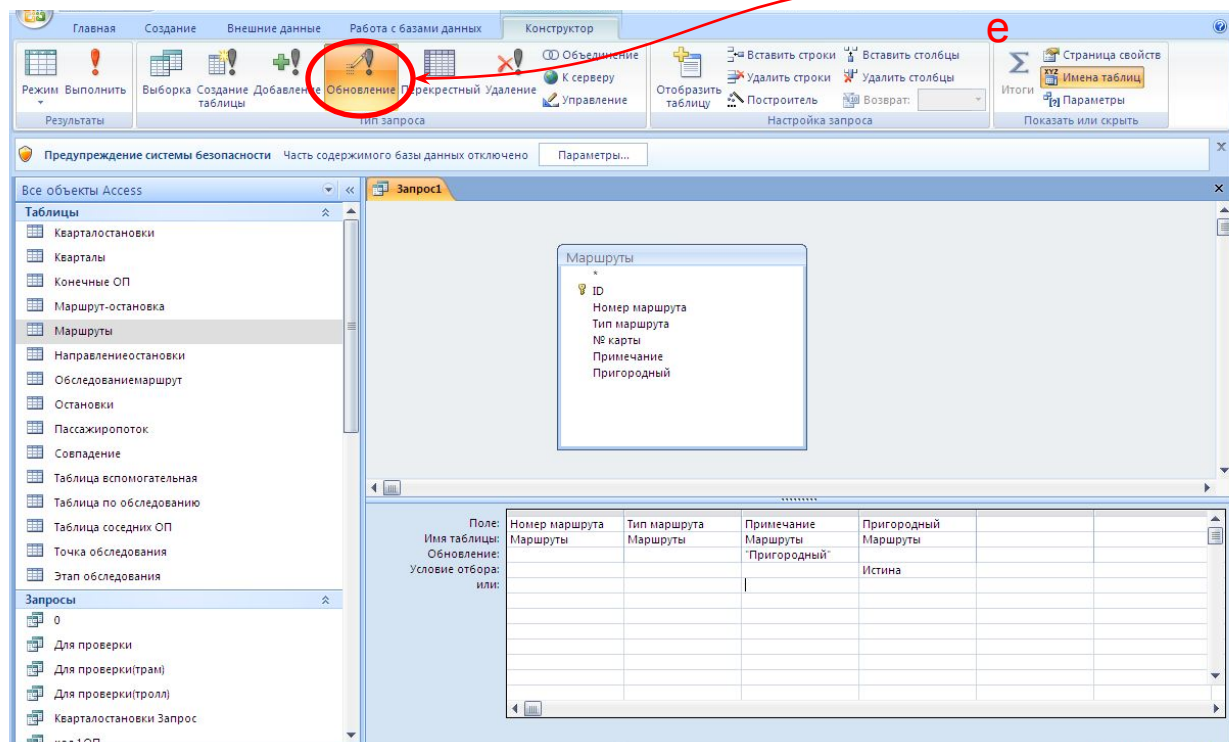 е
Главная Создание Внешние данные Работа с базами данных Конструктор
Режим Выполнить Выборка Создание таблицы Добавление Обновление Перекрестный Удаление
Объединение
К серверу
Управление
Отобразить таблицу
Вставить строки Вставить столбцы
Удалить строки Удалить столбцы
Построитель Возврат:
Итоги
Страница свойств
Имена таблиц
Параметры
Результаты Тип запроса Настройка запроса Показать или скрыть
Предупреждение системы безопасности Часть содержимого базы данных отключено Параметры...
Все объекты Access
Таблицы
Кварталостановки
Кварталы
Конечные ОП
Маршрут-остановка
Маршруты
Направлениеостановки
Обследованиемаршрут
Остановки
Пассажиропоток
Совпадение
Таблица вспомогательная
Таблица по обследованию
Таблица соседних ОП
Точка обследования
Этап обследования
Запросы
0
Для проверки
Для проверки(трам)
Для проверки(тролл)
Кварталостановки Запрос
Запрос1
Маршруты
*
ID
Номер маршрута
Тип маршрута
№ карты
Примечание
Пригородный
Поле: Номер маршрута Тип маршрута Примечание Пригородный
Имя таблицы: Маршруты Маршруты Маршруты Маршруты
Обновление: "Пригородный"
Условие отбора: Истина
или: